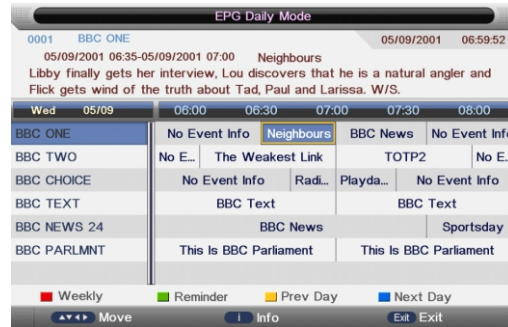 EPG Daily Mode
0001 BBC ONE 05/09/2001 06:59:52
05/09/2001 06:35-05/09/2001 07:00 Neighbours
Libby finally gets her interview, Lou discovers that he is a natural angler and
Flick gets wind of the truth about Tad, Paul and Larissa. W/S.
Wed 05/09 06:00 06:30 07:00 07:30 08:00
BBC ONE No Event Info Neighbours BBC News No Event Inf
BBC TWO No E... The Weakest Link TOTP2 No E.
BBC CHOICE No Event Info Radi... Playda... No Event Info
BBC TEXT BBC Text BBC Text
BBC NEWS 24 BBC News Sportsday
BBC PARLMNT This Is BBC Parliament This Is BBC Parliament
Weekly Reminder Prev Day Next Day
Move i Info Exit Exit